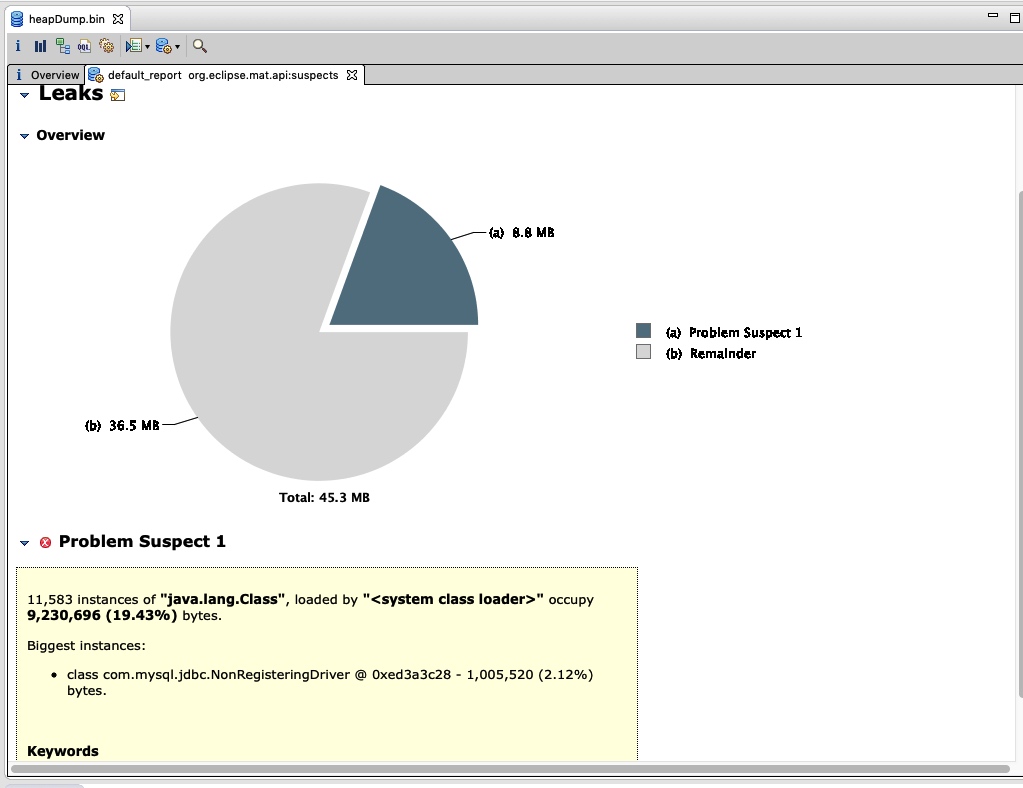 heapDump.bin
i OQL
i Overview default_report org.eclipse.mat.api:suspects
Leaks
Overview
(a) 8.8 MB
(a) Problem Suspect 1
(b) Remainder
(b) 36.5 MB
Total: 45.3 MB
Problem Suspect 1
11,583 instances of "java.lang.Class", loaded by "<system class loader>" occupy
9,230,696 (19.43%) bytes.
Biggest instances:
• class com.mysql.jdbc.NonRegisteringDriver @ 0xed3a3c28 - 1,005,520 (2.12%)
bytes.
Keywords